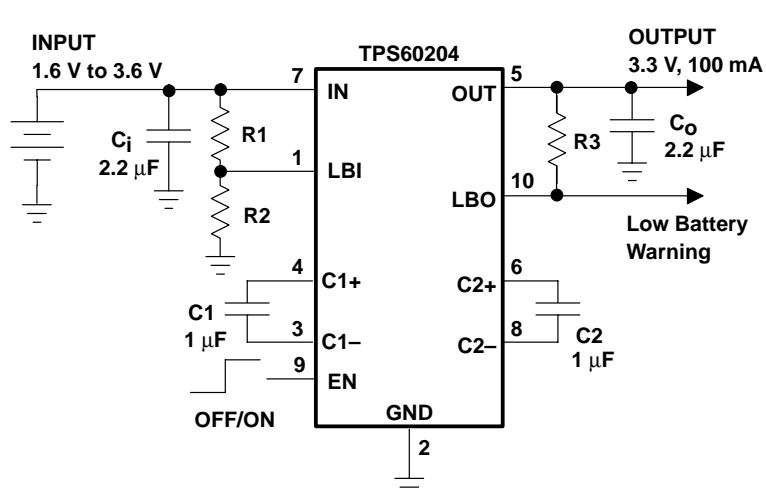 INPUT
1.6 V to 3.6 V
TPS60204
OUTPUT
3.3 V, 100 mA
7
IN
OUT
5
Ci
2.2 μF
R1
R3
Co
2.2 μF
1
LBI
LBO
10
R2
Low Battery
Warning
4
C1+
C2+
6
C1
1 μF
3
C1–
C2–
8
C2
1 μF
9
EN
OFF/ON
GND
2